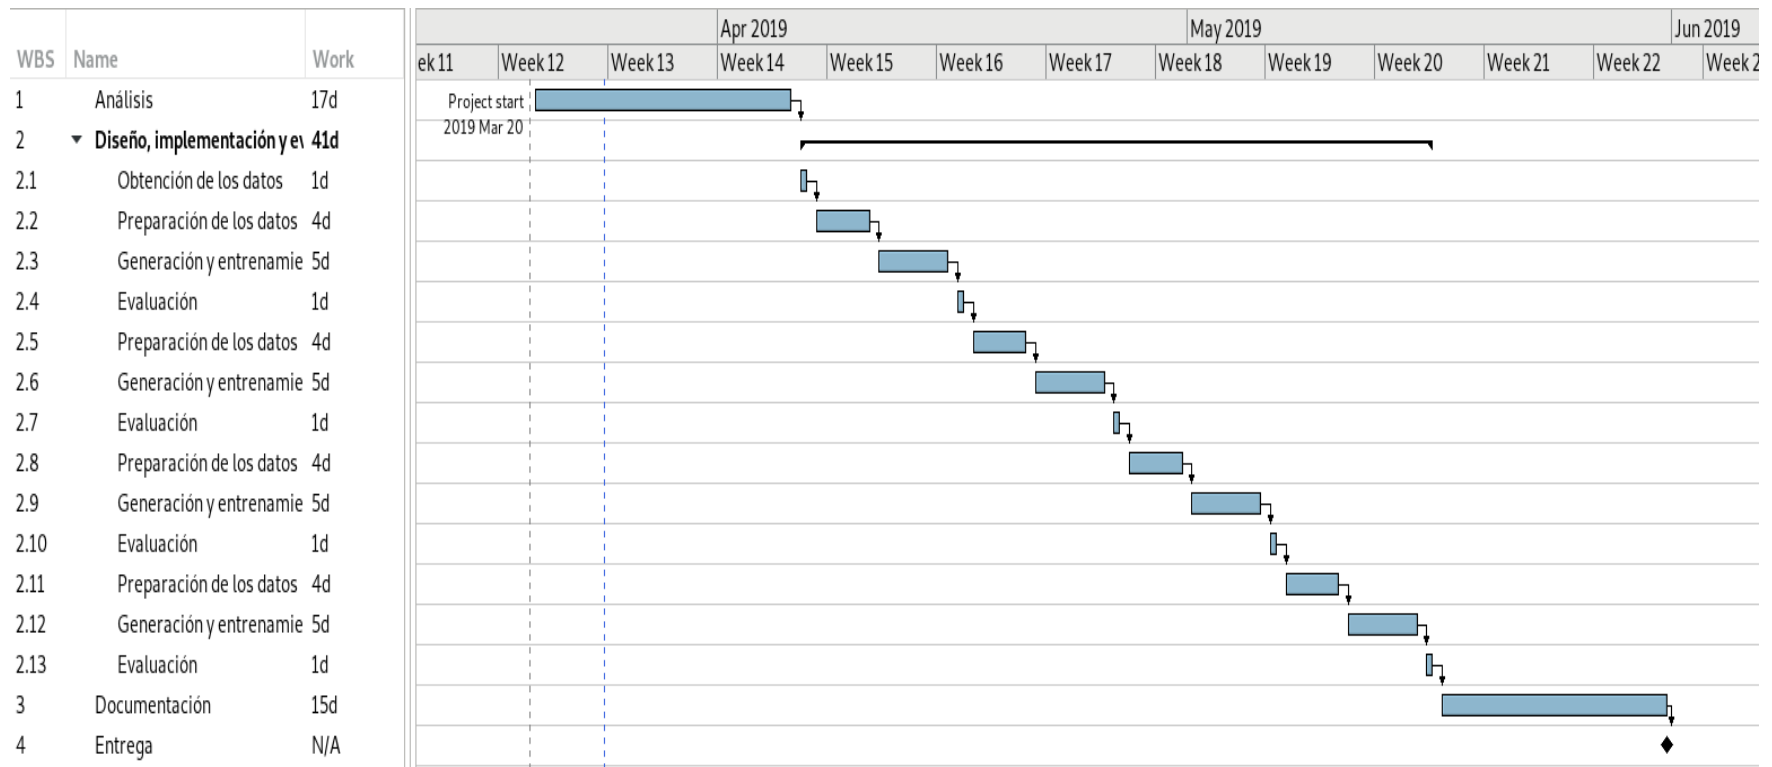 Apr 2019 May 2019 Jun 2019
WBS Name Work ek 11 Week 12 Week 13 Week 14 Week 15 Week 16 Week 17 Week 18 Week 19 Week 20 Week 21 Week 22 Week 2
1 Análisis 17d Project start
2019 Mar 20
2 Diseño, implementación y ev 41d
2.1 Obtención de los datos 1d
2.2 Preparación de los datos 4d
2.3 Generación y entrenamie 5d
2.4 Evaluación 1d
2.5 Preparación de los datos 4d
2.6 Generación y entrenamie 5d
2.7 Evaluación 1d
2.8 Preparación de los datos 4d
2.9 Generación y entrenamie 5d
2.10 Evaluación 1d
2.11 Preparación de los datos 4d
2.12 Generación y entrenamie 5d
2.13 Evaluación 1d
3 Documentación 15d
4 Entrega N/A